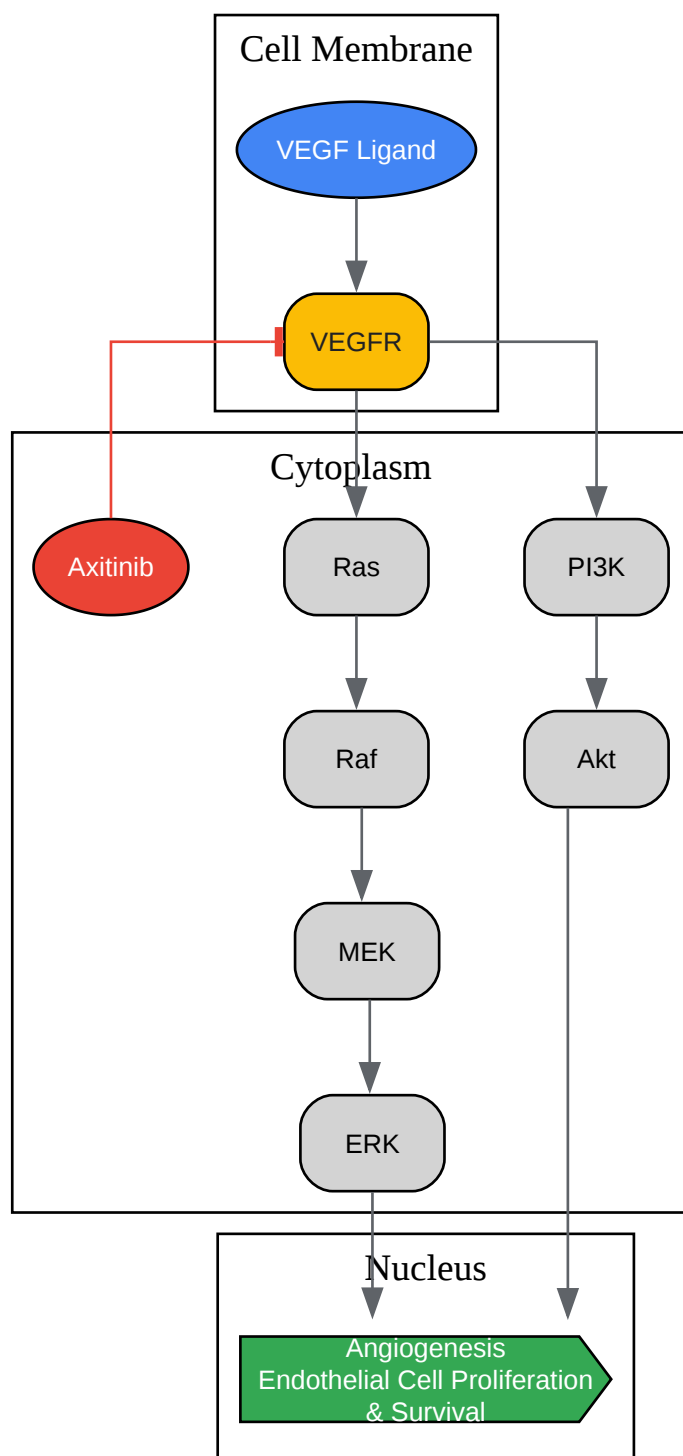 Cell Membrane
VEGF Ligand
VEGFR
Cytoplasm
Axitinib
Ras
PI3K
Raf
Akt
MEK
ERK
Nucleus
Angiogenesis
Endothelial Cell Proliferation
& Survival